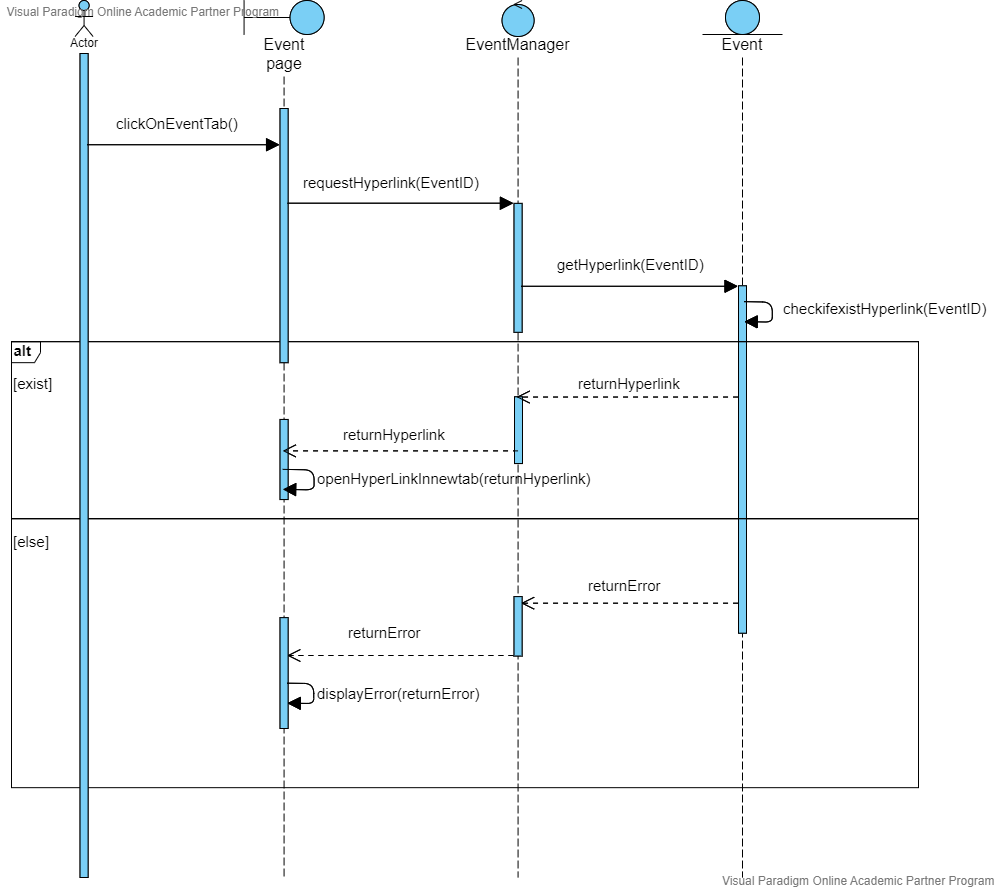 Visual Paradigm Online Academic Partner Program
Actor
Event
page
EventManager
Event
clickOnEventTab()
requestHyperlink(EventID)
getHyperlink(EventID)
checkifexistHyperlink(EventID)
alt
[exist]
returnHyperlink
returnHyperlink
openHyperLinkInnewtab(returnHyperlink)
[else]
returnError
returnError
displayError(returnError)
Visual Paradigm Online Academic Partner Program